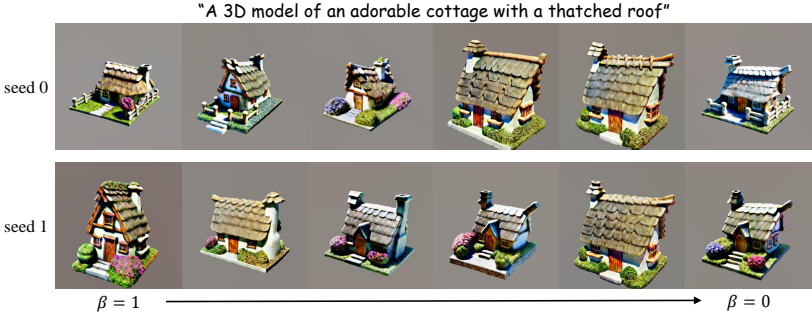 “A 3D model of an adorable cottage with a thatched roof”
seed 0
seed 1
β = 1
β = 0